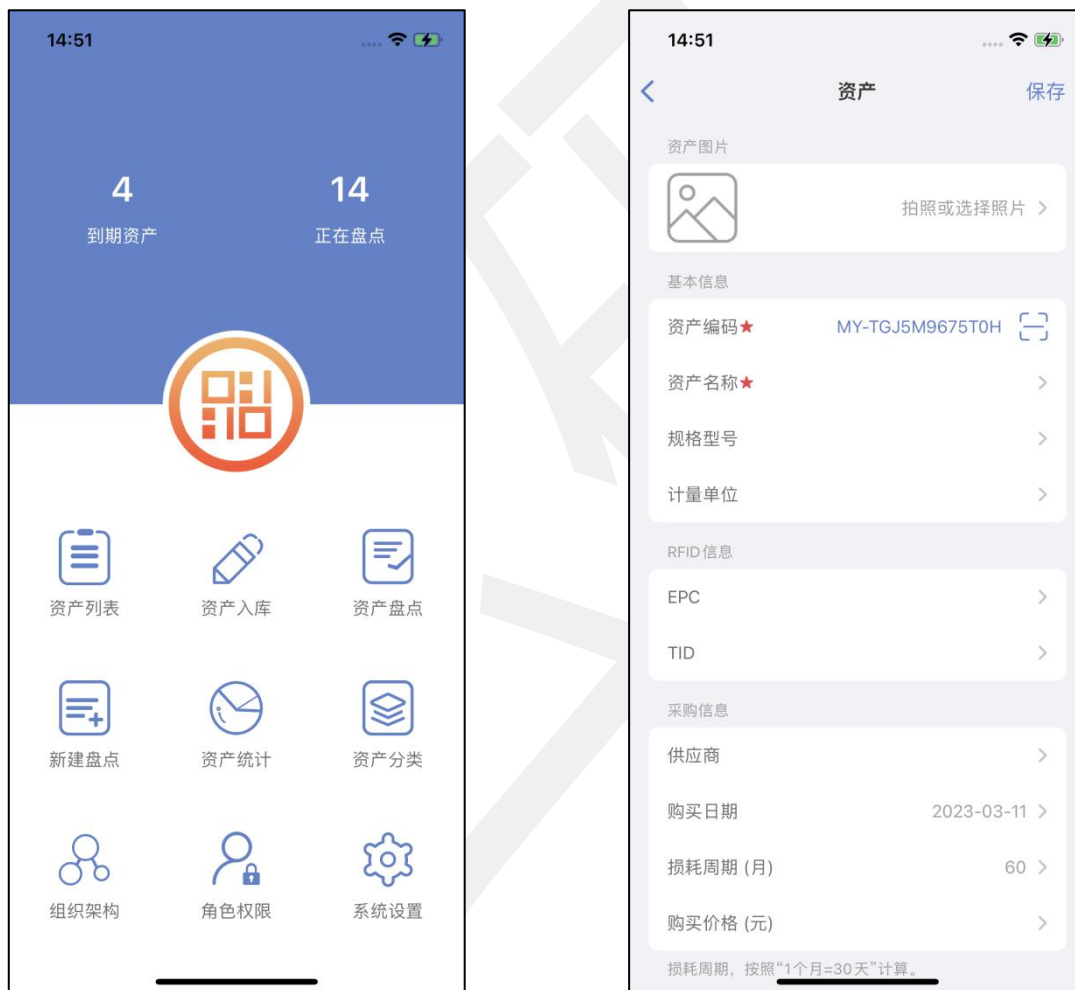 14:51
4
14
到期资产
正在盘点
资产列表
资产入库
资产盘点
新建盘点
资产统计
资产分类
组织架构
角色权限
系统设置
14:51
资产
保存
资产图片
拍照或选择照片
基本信息
资产编码★ MY-TGJ5M9675T0H
资产名称★
规格型号
计量单位
RFID信息
EPC
TID
采购信息
供应商
购买日期 2023-03-11
损耗周期 (月) 60
购买价格 (元)
损耗周期，按照“1个月=30天”计算。